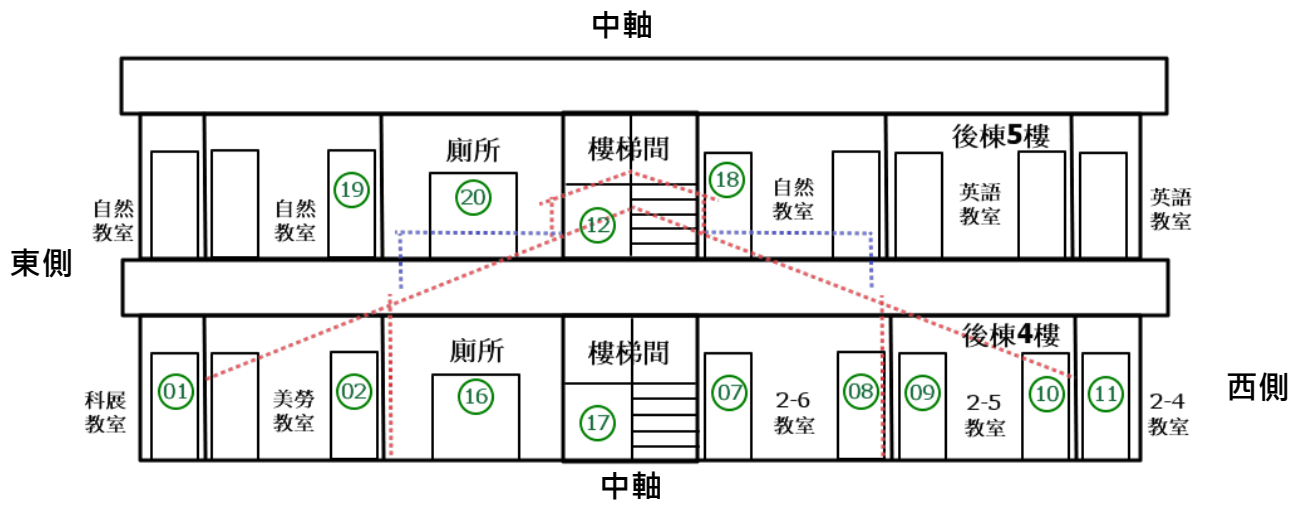 中軸
後棟5樓
廁所
樓梯間
19
20
18
12
自然
教室
自然
教室
自然
教室
英語
教室
英語
教室
東側
後棟4樓
廁所
樓梯間
01
02
16
17
07
08
09
10
11
科展
教室
美勞
教室
2-6
教室
2-5
教室
2-4
教室
西側
中軸